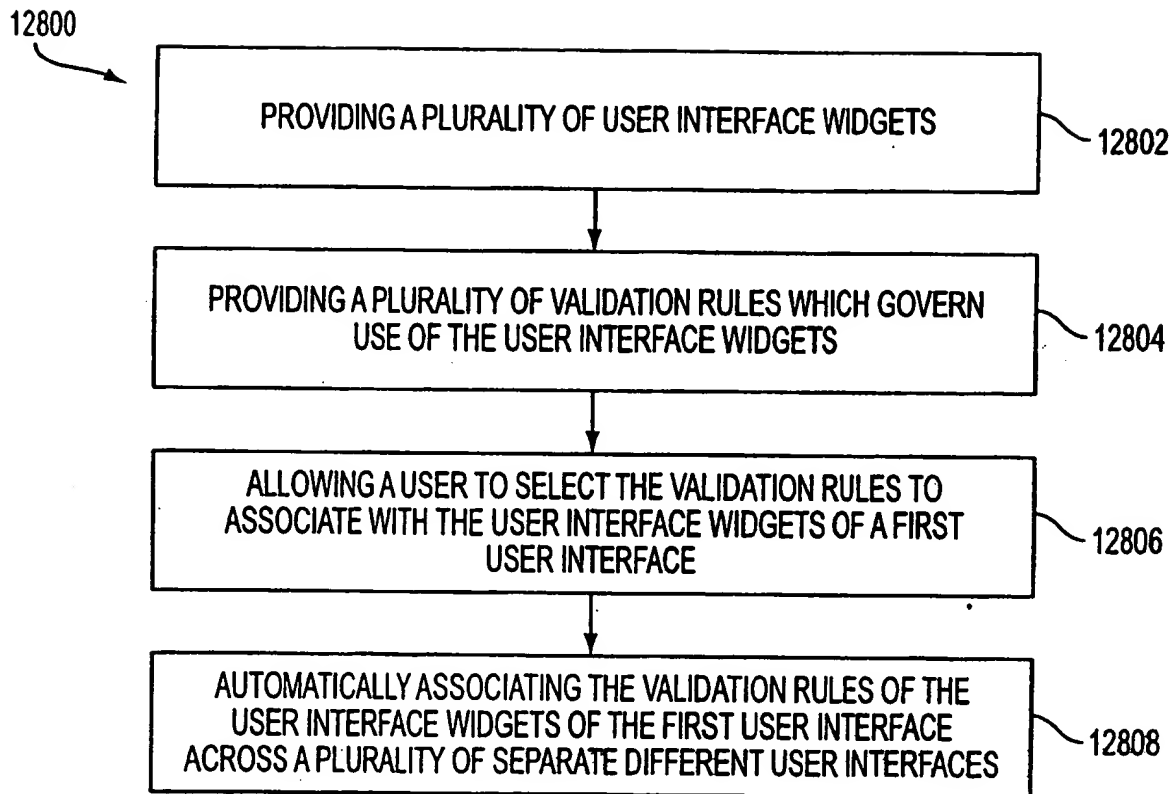 12800
PROVIDING A PLURALITY OF USER INTERFACE WIDGETS
12802
PROVIDING A PLURALITY OF VALIDATION RULES WHICH GOVERN
USE OF THE USER INTERFACE WIDGETS
12804
ALLOWING A USER TO SELECT THE VALIDATION RULES TO
ASSOCIATE WITH THE USER INTERFACE WIDGETS OF A FIRST
USER INTERFACE
12806
AUTOMATICALLY ASSOCIATING THE VALIDATION RULES OF THE
USER INTERFACE WIDGETS OF THE FIRST USER INTERFACE
ACROSS A PLURALITY OF SEPARATE DIFFERENT USER INTERFACES
12808